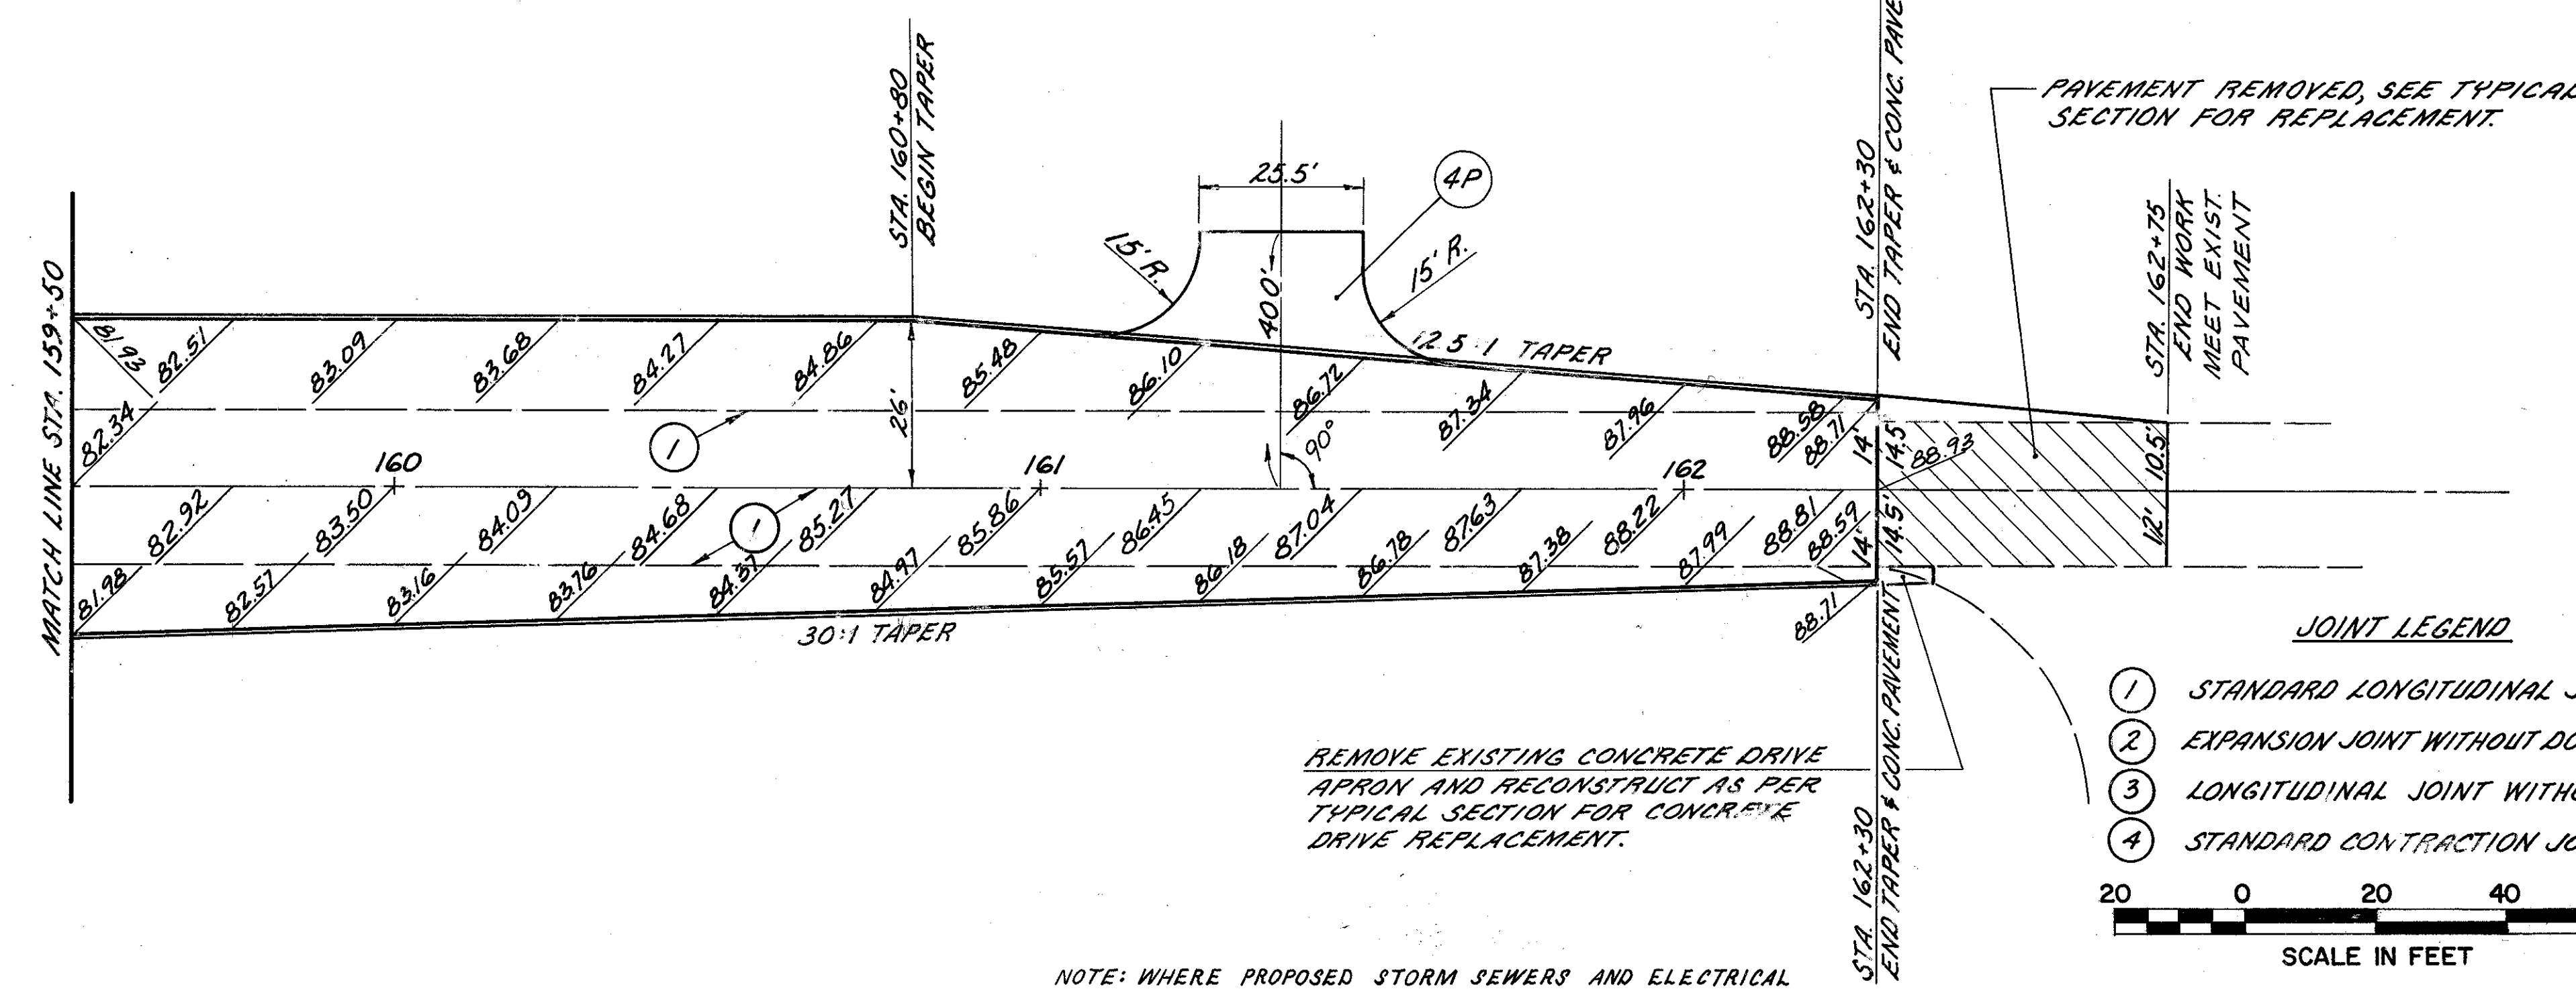 MATCH LINE STA. 159+50
STA. 160+80
BEGIN TAPER
25.5'
4P
15' R.
15' R.
400'
90°
26'
12.5:1 TAPER
STA. 162+30
END TAPER & CONC. PAVE
PAVEMENT REMOVED, SEE TYPICAL
SECTION FOR REPLACEMENT.
STA. 162+75
END WORK
MEET EXIST.
PAVEMENT
81.93
82.51
83.09
83.68
84.27
84.86
85.48
86.10
86.72
87.34
87.96
88.58
88.71
14'
14.5'
88.93
10.5'
82.34
1
160
161
162
82.92
83.50
84.09
84.68
1
85.27
85.86
86.45
87.04
87.63
88.22
88.81
88.59
14'
14.5'
12'
81.98
82.57
83.16
83.76
84.37
84.97
85.57
86.18
86.78
87.38
87.99
88.71
30:1 TAPER
STA. 162+30
END TAPER & CONC. PAVEMENT
REMOVE EXISTING CONCRETE DRIVE
APRON AND RECONSTRUCT AS PER
TYPICAL SECTION FOR CONCRETE
DRIVE REPLACEMENT.
JOINT LEGEND
1 STANDARD LONGITUDINAL
2 EXPANSION JOINT WITHOUT DO
3 LONGITUDINAL JOINT WITH
4 STANDARD CONTRACTION JO
20 0 20 40
SCALE IN FEET
NOTE: WHERE PROPOSED STORM SEWERS AND ELECTRICAL